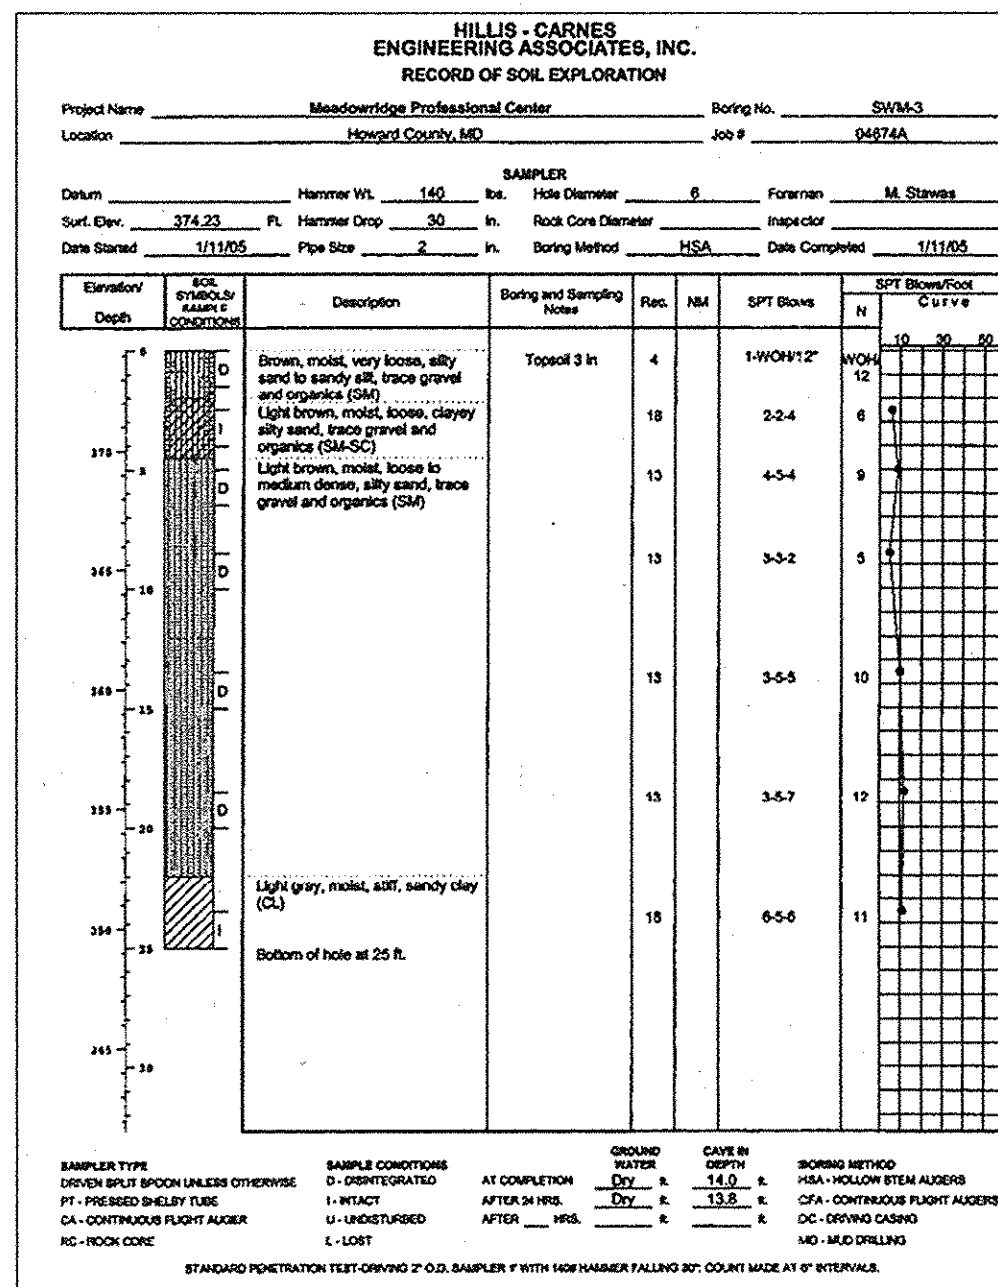 HILLIS - CARNES
ENGINEERING ASSOCIATES, INC.
RECORD OF SOIL EXPLORATION
Project Name Meadowridge Professional Center Boring No. SWM-3
Location Howard County, MD Job # 04674A
SAMPLER
Datum Hammer Wt. 140 lbs. Hole Diameter 6 Foreman M. Stawas
Surf. Elev. 374.23 Ft. Hammer Drop 30 in. Rock Core Diameter Inspector
Date Started 1/11/05 Pipe Size 2 in. Boring Method HSA Date Completed 1/11/05
Elevation/ Depth SOIL SYMBOLS/ SAMPLE CONDITIONS Description Boring and Sampling Notes Rec. NM SPT Blows SPT Blows/Foot
N Curve
10 30 50
Brown, moist, very loose, silty Topsoil 3 in 4 1-WOH/12" WOH/
sand to sandy silt, trace gravel 12
and organics (SM)
D
Light brown, moist, loose, clayey 18 2-2-4 6
silty sand, trace gravel and
organics (SM-SC)
I
370
Light brown, moist, loose to 13 4-5-4 9
medium dense, silty sand, trace
gravel and organics (SM)
D
365 D 13 3-3-2 5
10
D 13 3-5-5 10
15
D 13 3-5-7 12
20
Light gray, moist, stiff, sandy clay
(CL)
350 I 18 6-5-6 11
Bottom of hole at 25 ft.
30
SAMPLER TYPE SAMPLE CONDITIONS GROUND WATER CAVE IN DEPTH BORING METHOD
DRIVEN SPLIT SPOON UNLESS OTHERWISE D - DISINTEGRATED AT COMPLETION Dry ft. 14.0 ft. HSA - HOLLOW STEM AUGERS
PT - PRESSED SHELBY TUBE I - INTACT AFTER 24 HRS. Dry ft. 13.8 ft. CFA - CONTINUOUS FLIGHT AUGERS
CA - CONTINUOUS FLIGHT AUGER U - UNDISTURBED AFTER ___ HRS. ft. ft. DC - DRIVING CASING
RC - ROCK CORE L - LOST MD - MUD DRILLING
STANDARD PENETRATION TEST-DRIVING 2" O.D. SAMPLER 1' WITH 140# HAMMER FALLING 30": COUNT MADE AT 6" INTERVALS.